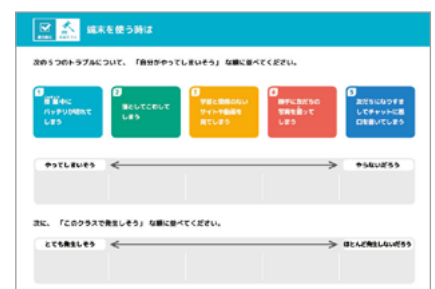 端末を使う時は
次の5つのトラブルについて、「自分がやってしまいそう」な順に並べてください。
1
授業中に
バッテリが切れて
しまう
2
落としてこわして
しまう
3
学習と関係のない
サイトや動画を
見てしまう
4
勝手に友だちの
写真を撮って
しまう
5
友だちになりすま
してチャットに悪
口を書いてしまう
やってしまいそう
やらないだろう
次に、「このクラスで発生しそう」な順に並べてください。
とても発生しそう
ほとんど発生しないだろう